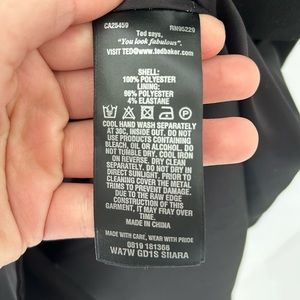 CA25459 RN95229
Ted says,
"You look fabulous".
VISIT TED@www.tedbaker.com
SHELL:
100% POLYESTER
LINING:
96% POLYESTER
4% ELASTANE
COOL HAND WASH SEPARATELY
AT 30C, INSIDE OUT. DO NOT
USE PRODUCTS CONTAINING
BLEACH, OIL OR ALCOHOL. DO
NOT TUMBLE DRY. COOL IRON
ON REVERSE. DRY CLEAN
SEPARATELY. DO NOT DRY IN
DIRECT SUNLIGHT. PRIOR TO
CLEANING COVER THE METAL
TRIMS TO PREVENT DAMAGE.
DUE TO THE RAW EDGE
CONSTRUCTION OF THIS
GARMENT, IT MAY FRAY.
MADE IN CHINA
MADE WITH CARE, WEAR WITH PRIDE
0819 181366
WA7W GD1S SIIARA